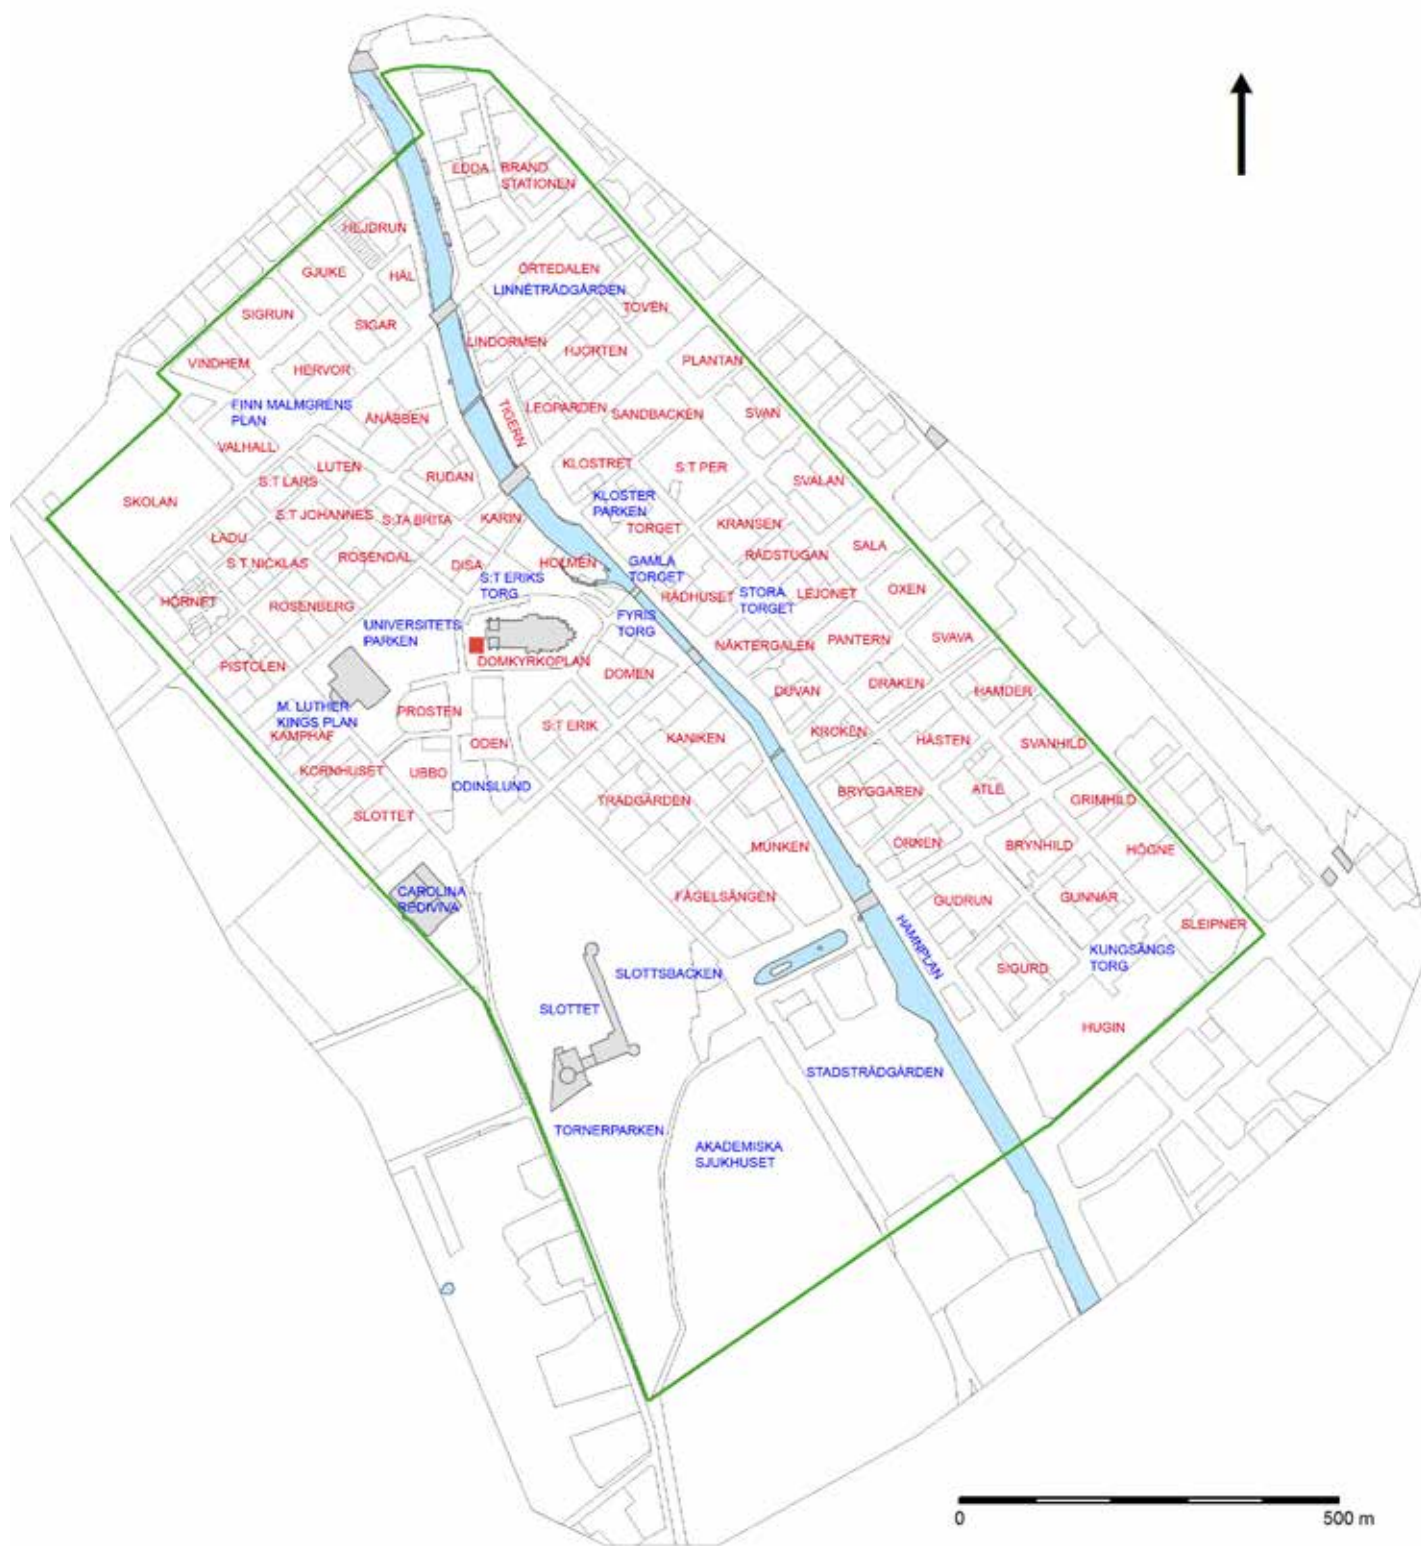 EDDA
BRAND
STATIONEN
HEJDRUN
GJUKE
HÄL
ÖRTEDALEN
LINNETRÄDGÅRDEN
TOVEN
SIGRUN
SIGAR
LINDORMEN
HJORTEN
PLANTAN
VINDHEM
HERVOR
FINN MALMGRENS
PLAN
ÅNÄBBEN
TIGERN
LEOPARDEN
SANDBACKEN
SVAN
VALHALL
LUTEN
S:T LARS
RUDAN
KLOSTRET
S:T PER
SVALAN
SKOLAN
S:T JOHANNES
S:TA BRITA
KARIN
KLOSTER
PARKEN
TORGET
KRANSEN
LADU
S:T NICKLAS
ROSENDAL
DISA
HOLMEN
GAMLA
TORGET
RÅDSTUGAN
SALA
S:T ERIKS
TORG
HORNET
ROSENBERG
RÅDHUSET
STORA
TORGET
LEJONET
OXEN
UNIVERSITETS
PARKEN
FYRIS
TORG
NÄKTERGALEN
PANTERN
SVAVA
PISTOLEN
DOMKYRKOPLAN
DOMEN
DUVAN
DRAKEN
HAMDER
M. LUTHER
KINGS PLAN
KAMPHAF
PROSTEN
ODEN
S:T ERIK
KANIKEN
KROKEN
HÄSTEN
SVANHILD
KORNHUSET
UBBO
ODINSLUND
TRÄDGÅRDEN
BRYGGAREN
ATLE
GRIMHILD
SLOTTET
MUNKEN
ÖRNEN
BRYNHILD
HÖGNE
CAROLINA
REDIVIVA
FÅGELSÅNGEN
GUDRUN
GUNNAR
SLEIPNER
HAMNPLAN
KUNGSÄNGS
TORG
SLOTTSBACKEN
SIGURD
SLOTTET
HUGIN
STADSTRÄDGÅRDEN
TORNERPARKEN
AKADEMISKA
SJUKHUSET
0 500 m